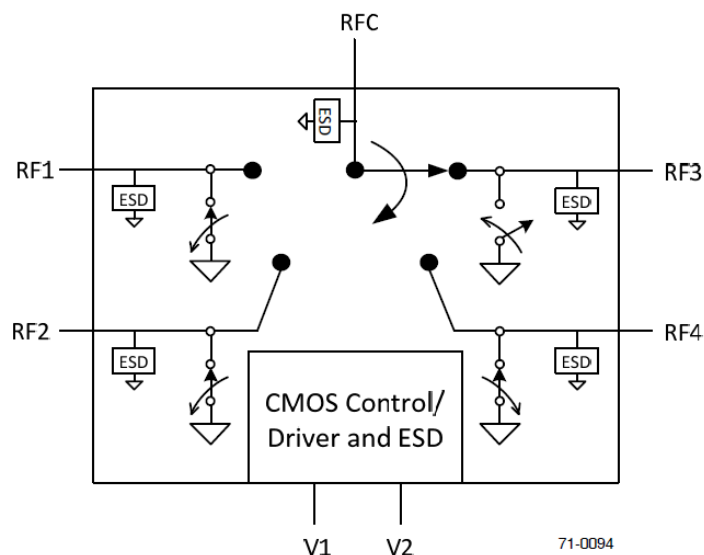 RFC
ESD
RF1
RF3
ESD
ESD
RF2
RF4
ESD
ESD
CMOS Control/
Driver and ESD
V1
V2
71-0094